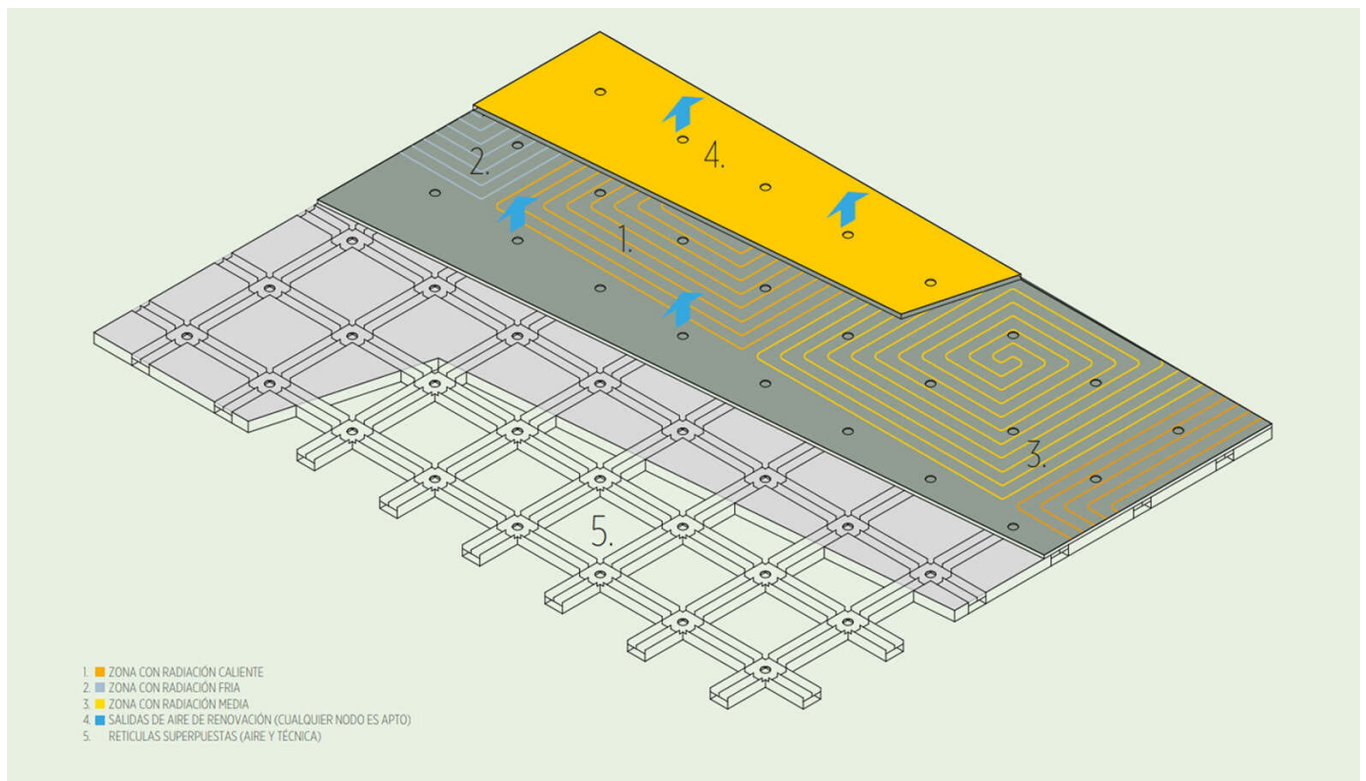 4.
2.
1.
3.
5.
1. ZONA CON RADIACIÓN CALIENTE
2. ZONA CON RADIACIÓN FRIA
3. ZONA CON RADIACIÓN MEDIA
4. SALIDAS DE AIRE DE RENOVACIÓN (CUALQUIER NODO ES APTO)
5. RETICULAS SUPERPUESTAS (AIRE Y TÉCNICA)